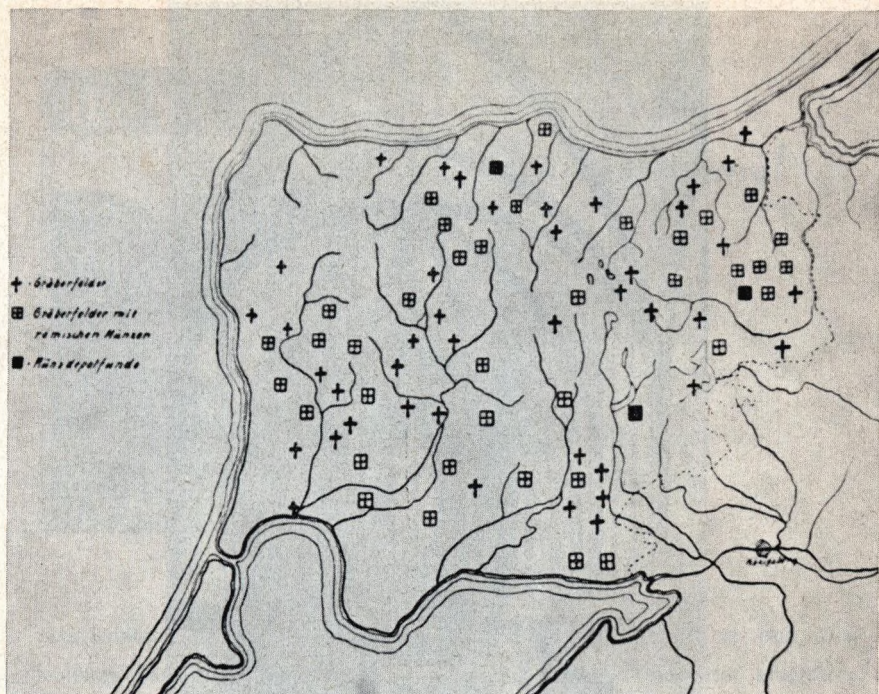 - Gräberfelder
Gräberfelder mit
römischen Münzen
- Münzdepotfunde